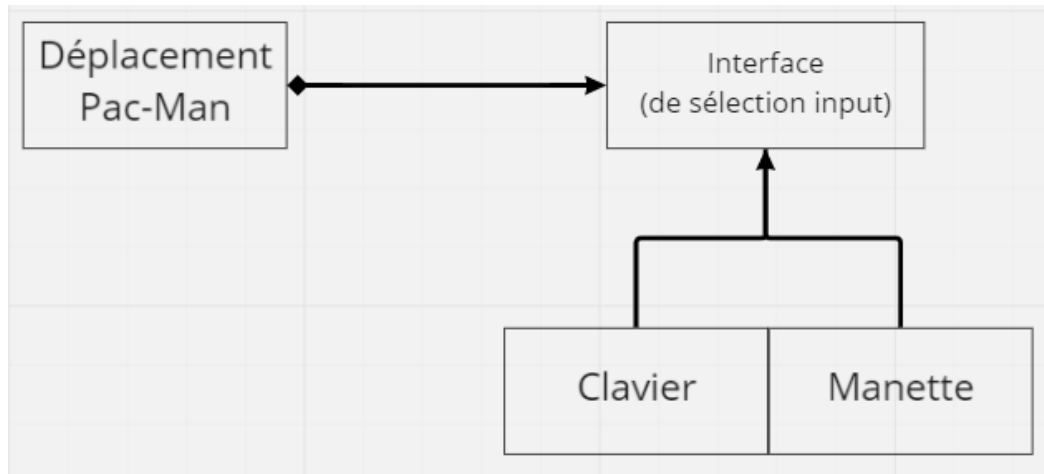 Déplacement
Pac-Man
Interface
(de sélection input)
Clavier
Manette